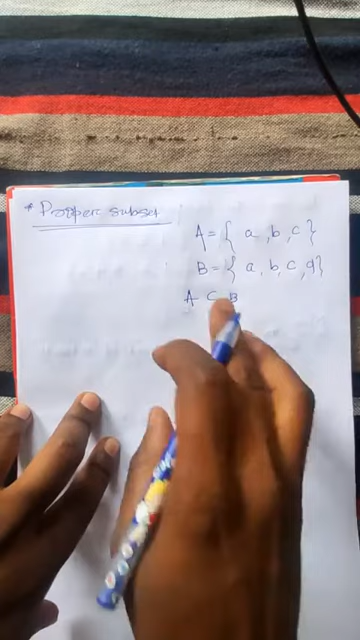 * Proper subset
A = { a, b, c }
B = { a, b, c, q }
A ⊂ B